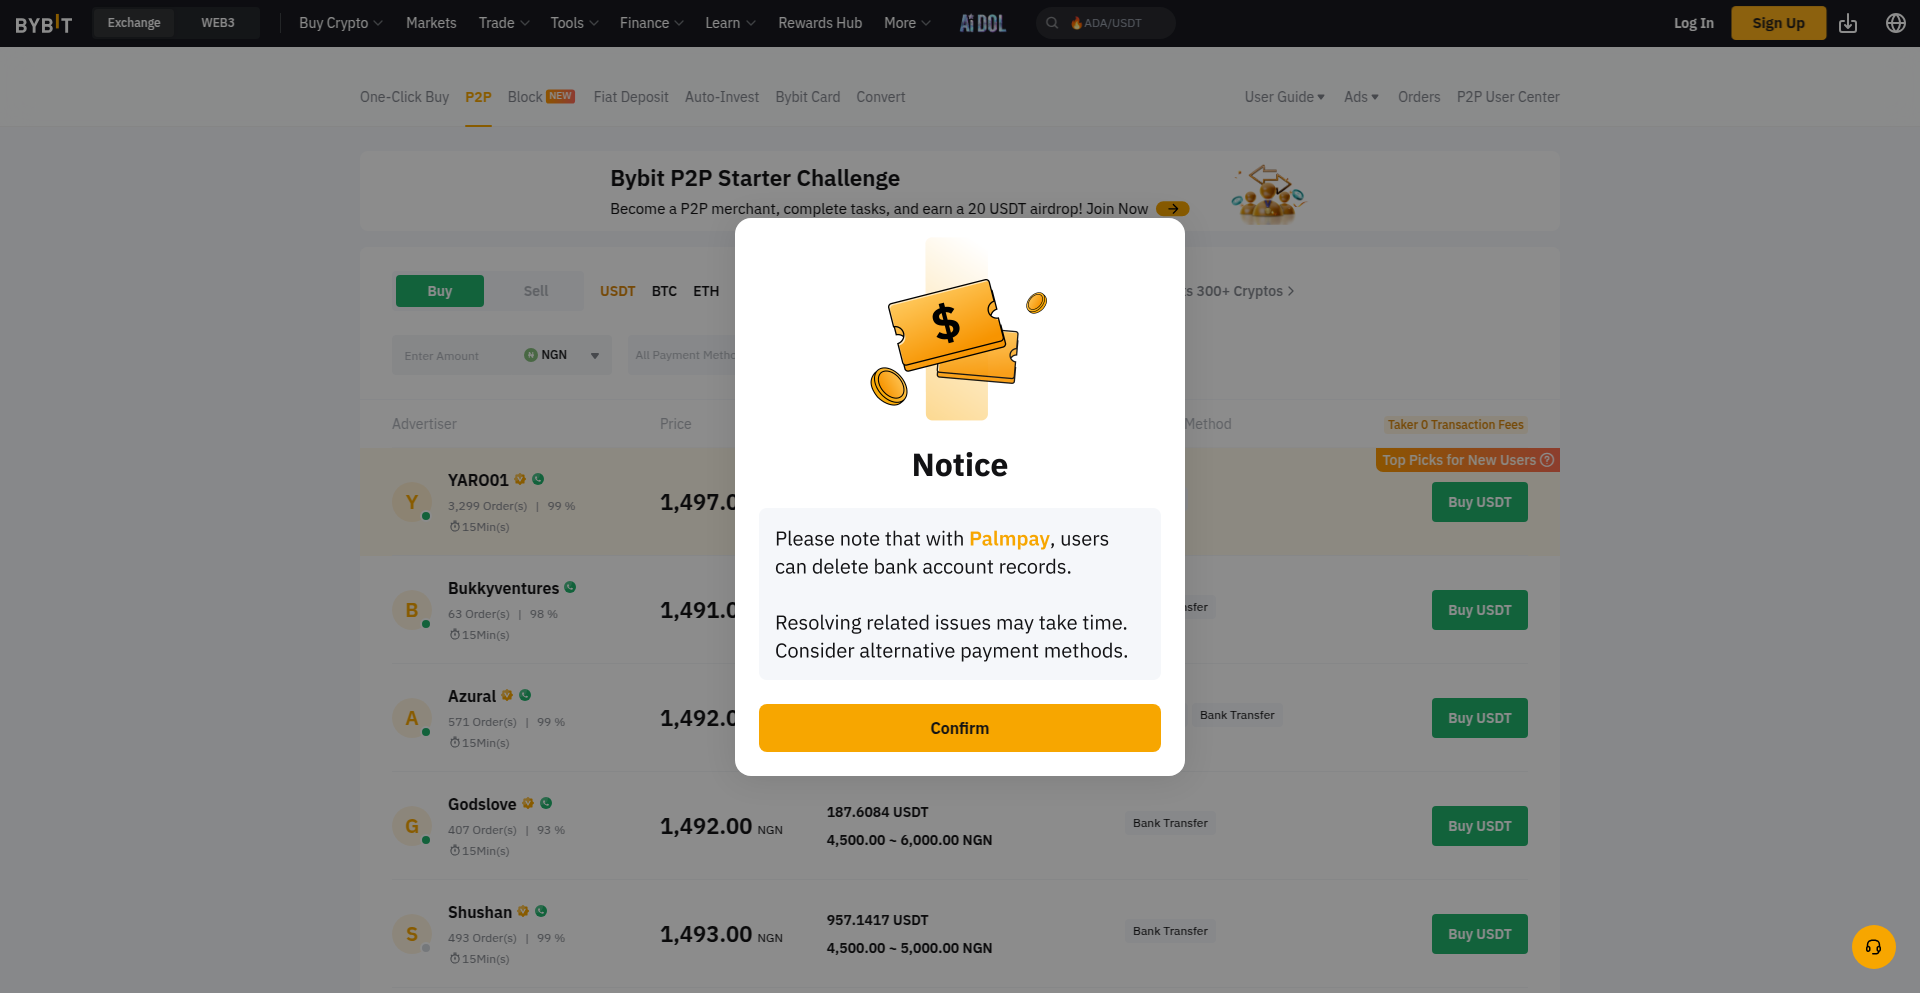 BYBIT Exchange WEB3 Buy Crypto Markets Trade Tools Finance Learn Rewards Hub More AiDOL ADA/USDT Log In Sign Up
One-Click Buy P2P Block NEW Fiat Deposit Auto-Invest Bybit Card Convert User Guide Ads Orders P2P User Center
Bybit P2P Starter Challenge
Become a P2P merchant, complete tasks, and earn a 20 USDT airdrop! Join Now
Buy Sell USDT BTC ETH 300+ Cryptos
Enter Amount NGN All Payment
Advertiser Price Method Taker 0 Transaction Fees
Top Picks for New Users
Y YARO01
3,299 Order(s) | 99 %
15Min(s)
1,497.0
Buy USDT
B Bukkyventures
63 Order(s) | 98 %
15Min(s)
1,491.0
Buy USDT
A Azural
571 Order(s) | 99 %
15Min(s)
1,492.0
Bank Transfer
Buy USDT
G Godslove
407 Order(s) | 93 %
15Min(s)
1,492.00 NGN
187.6084 USDT
4,500.00 ~ 6,000.00 NGN
Bank Transfer
Buy USDT
S Shushan
493 Order(s) | 99 %
15Min(s)
1,493.00 NGN
957.1417 USDT
4,500.00 ~ 5,000.00 NGN
Bank Transfer
Buy USDT
$
Notice
Please note that with Palmpay, users
can delete bank account records.
Resolving related issues may take time.
Consider alternative payment methods.
Confirm